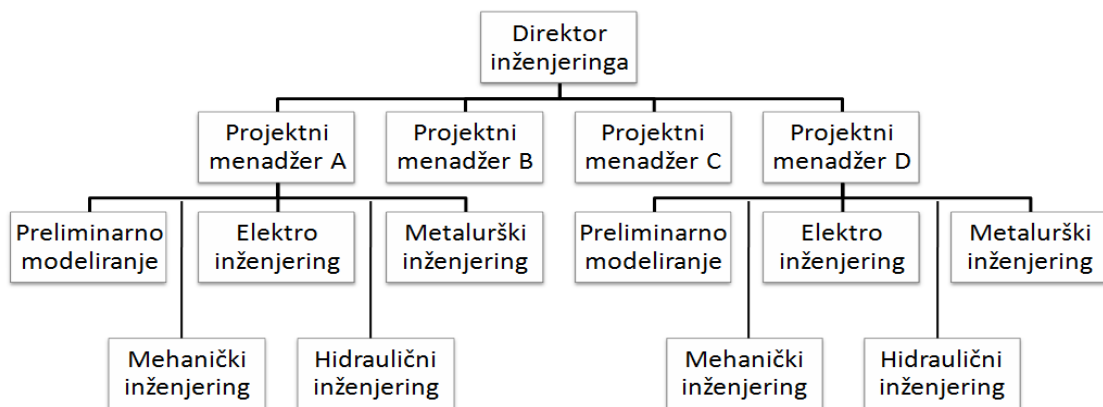 Direktor
inženjeringa
Projektni
menadžer A
Projektni
menadžer B
Projektni
menadžer C
Projektni
menadžer D
Preliminarno
modeliranje
Elektro
inženjering
Metalurški
inženjering
Preliminarno
modeliranje
Elektro
inženjering
Metalurški
inženjering
Mehanički
inženjering
Hidraulični
inženjering
Mehanički
inženjering
Hidraulični
inženjering